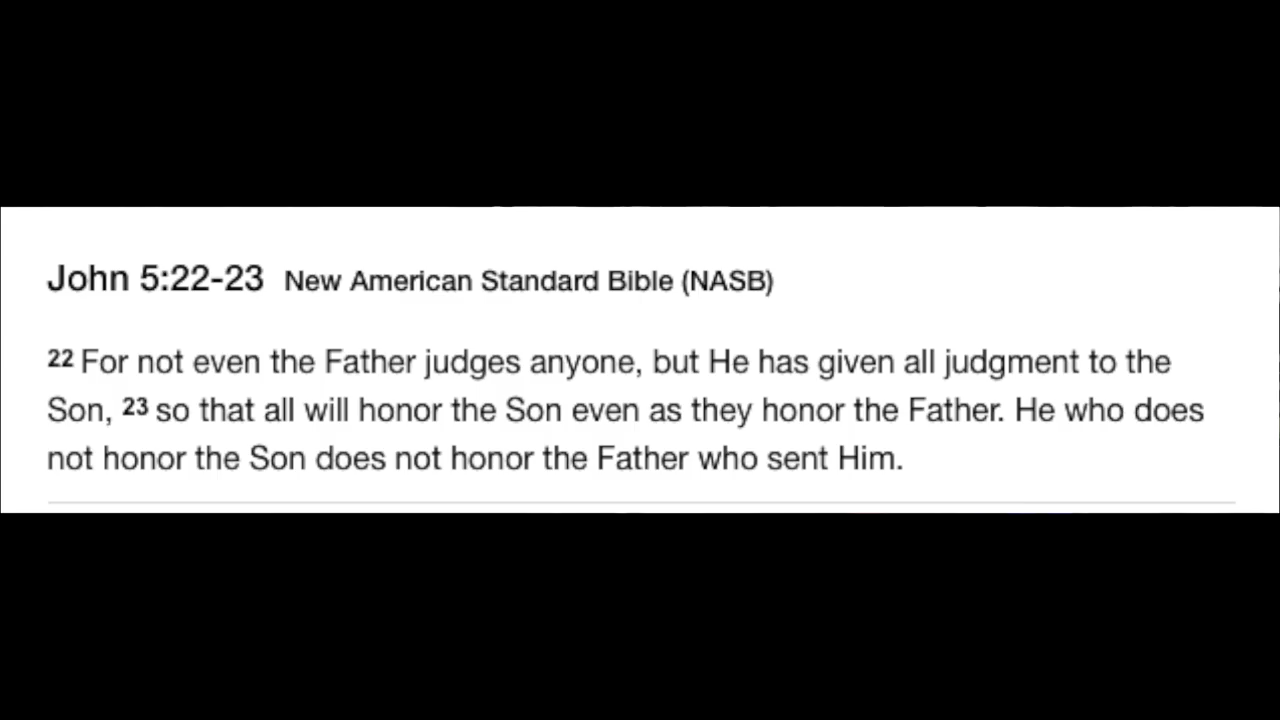 John 5:22-23 New American Standard Bible (NASB)
22 For not even the Father judges anyone, but He has given all judgment to the
Son, 23 so that all will honor the Son even as they honor the Father. He who does
not honor the Son does not honor the Father who sent Him.